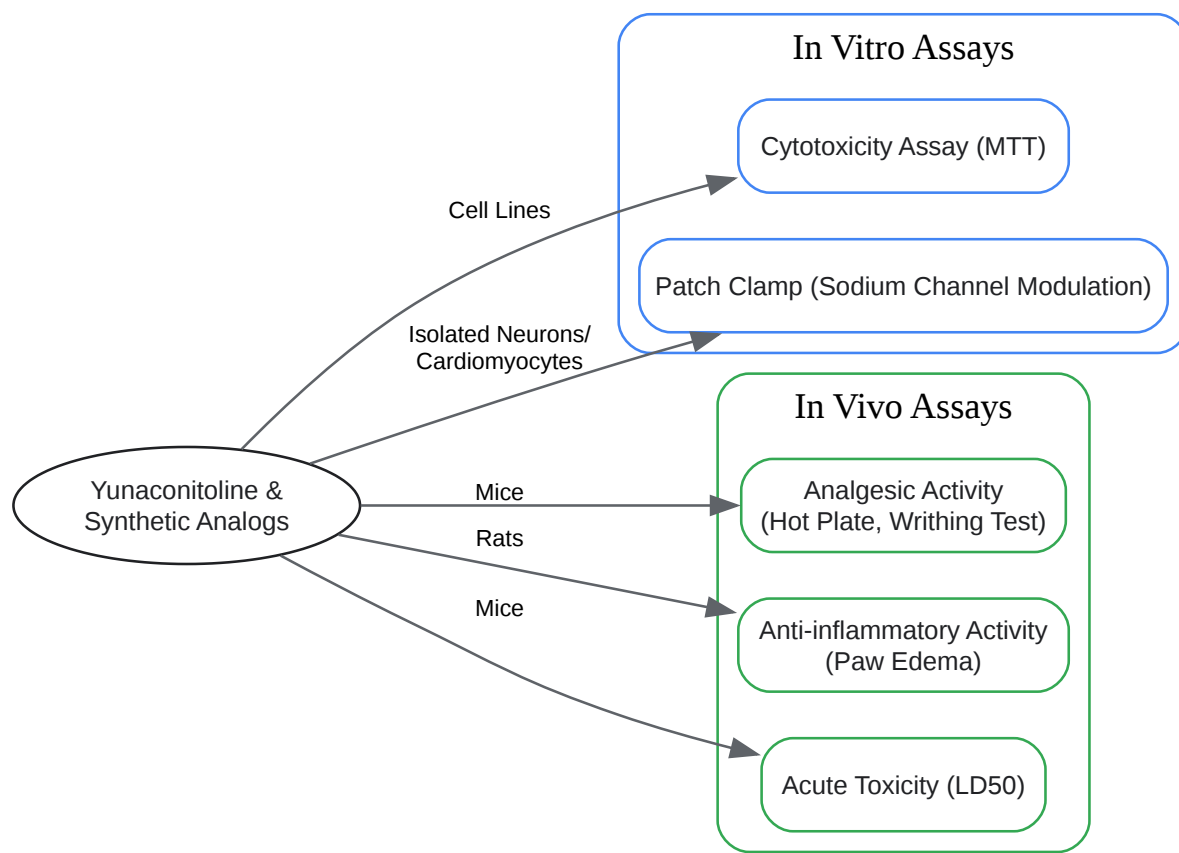 In Vitro Assays
Cytotoxicity Assay (MTT)
Cell Lines
Patch Clamp (Sodium Channel Modulation)
Isolated Neurons/
Cardiomyocytes
In Vivo Assays
Yunaconitoline &
Synthetic Analogs
Mice
Analgesic Activity
(Hot Plate, Writhing Test)
Rats
Mice
Anti-inflammatory Activity
(Paw Edema)
Acute Toxicity (LD50)